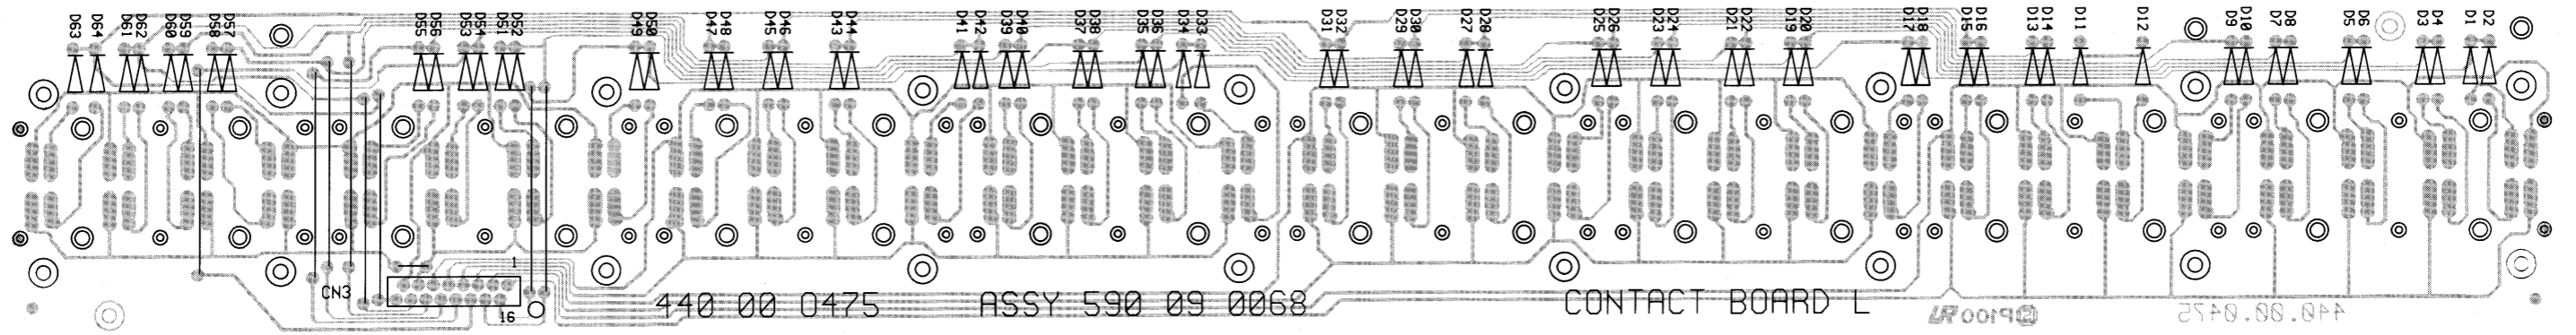 D63 D64 D61 D62 D60 D59 D58 D57 D55 D56 D53 D54 D51 D52 D49 D50 D47 D48 D45 D46 D43 D44 D41 D42 D39 D40 D37 D38 D35 D36 D34 D33 D31 D32 D29 D30 D27 D28 D25 D26 D23 D24 D21 D22 D19 D20 D17 D18 D15 D16 D13 D14 D11 D12 D9 D10 D7 D8 D5 D6 D3 D4 D1 D2
1
CN3
16
440 00 0475 ASSY 590 09 0068 CONTACT BOARD L
@P100
440.00.0475